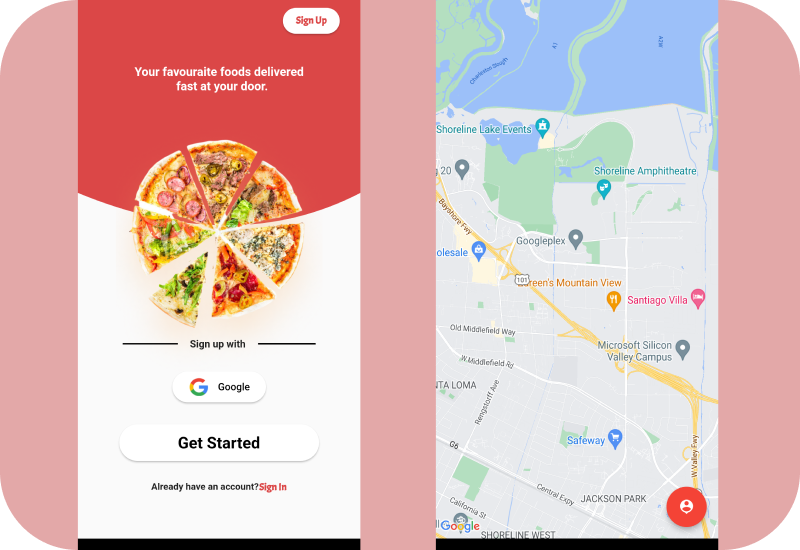 Sign Up
Your favouraite foods delivered
fast at your door.
Sign up with
Google
Get Started
Already have an account?Sign In
Charleston Slough
A1
A2W
Shoreline Lake Events
g 20
Shoreline Amphitheatre
Bayshore Fwy
Googleplex
olesale
101
Santiago Villa
Mountain View
Old Middlefield Way
Microsoft Silicon
Valley Campus
W Middlefield Rd
NTA LOMA
Rengstorff Ave
Safeway
G6
W Valley Fwy
Central Expy
JACKSON PARK
California St
Google
SHORELINE WEST